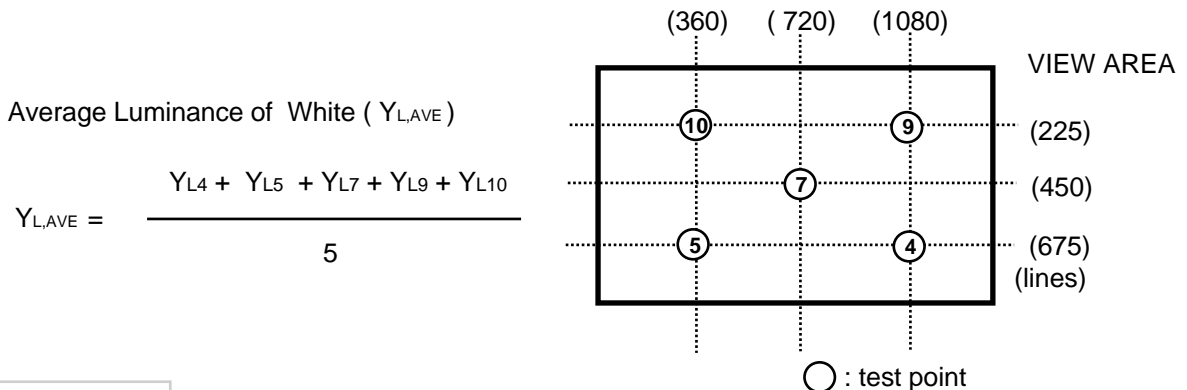 (360) ( 720) (1080)
VIEW AREA
Average Luminance of White ( YL,AVE )
10 9 (225)
YL4 + YL5 + YL7 + YL9 + YL10
7 (450)
YL,AVE =
5
5 4 (675)
(lines)
: test point